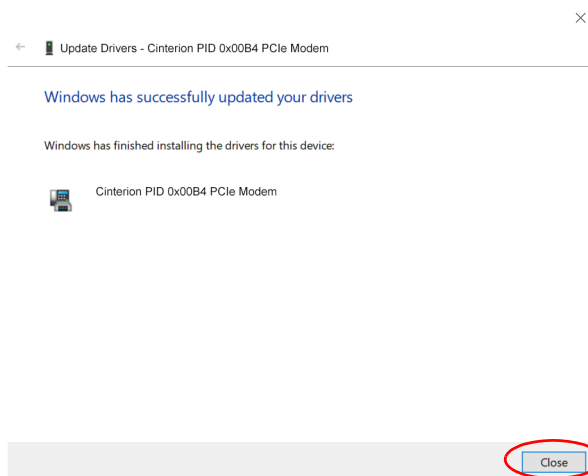 Update Drivers - Cinterion PID 0x00B4 PCIe Modem
Windows has successfully updated your drivers
Windows has finished installing the drivers for this device:
Cinterion PID 0x00B4 PCIe Modem
Close